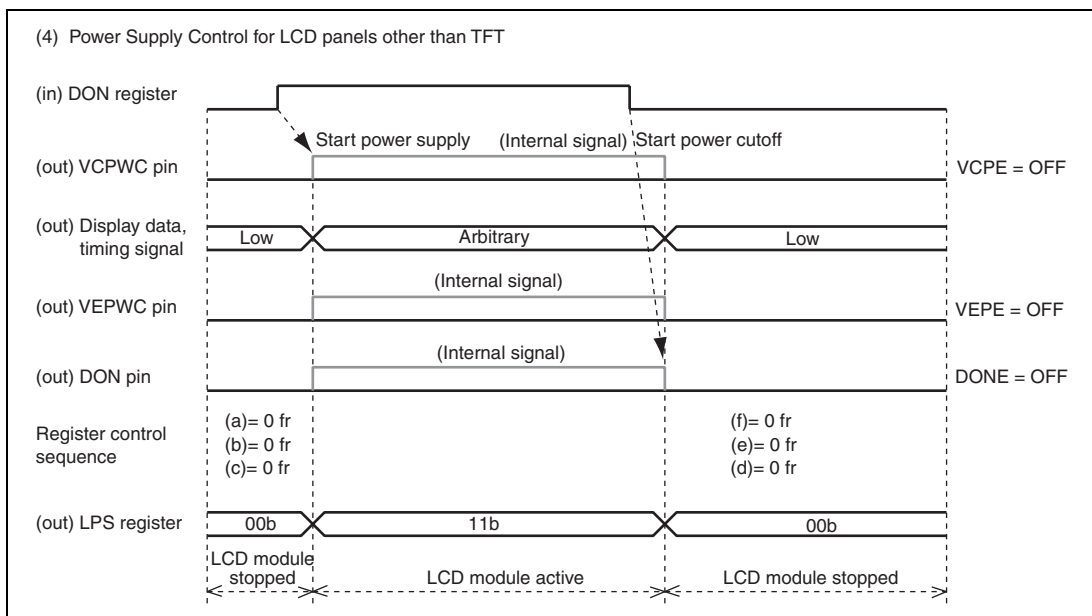 (4) Power Supply Control for LCD panels other than TFT
(in) DON register
Start power supply (Internal signal) Start power cutoff
(out) VCPWC pin VCPE = OFF
(out) Display data,
timing signal
Low Arbitrary Low
(Internal signal)
(out) VEPWC pin VEPE = OFF
(Internal signal)
(out) DON pin DONE = OFF
Register control
sequence
(a)= 0 fr (f)= 0 fr
(b)= 0 fr (e)= 0 fr
(c)= 0 fr (d)= 0 fr
(out) LPS register 00b 11b 00b
LCD module
stopped LCD module active LCD module stopped